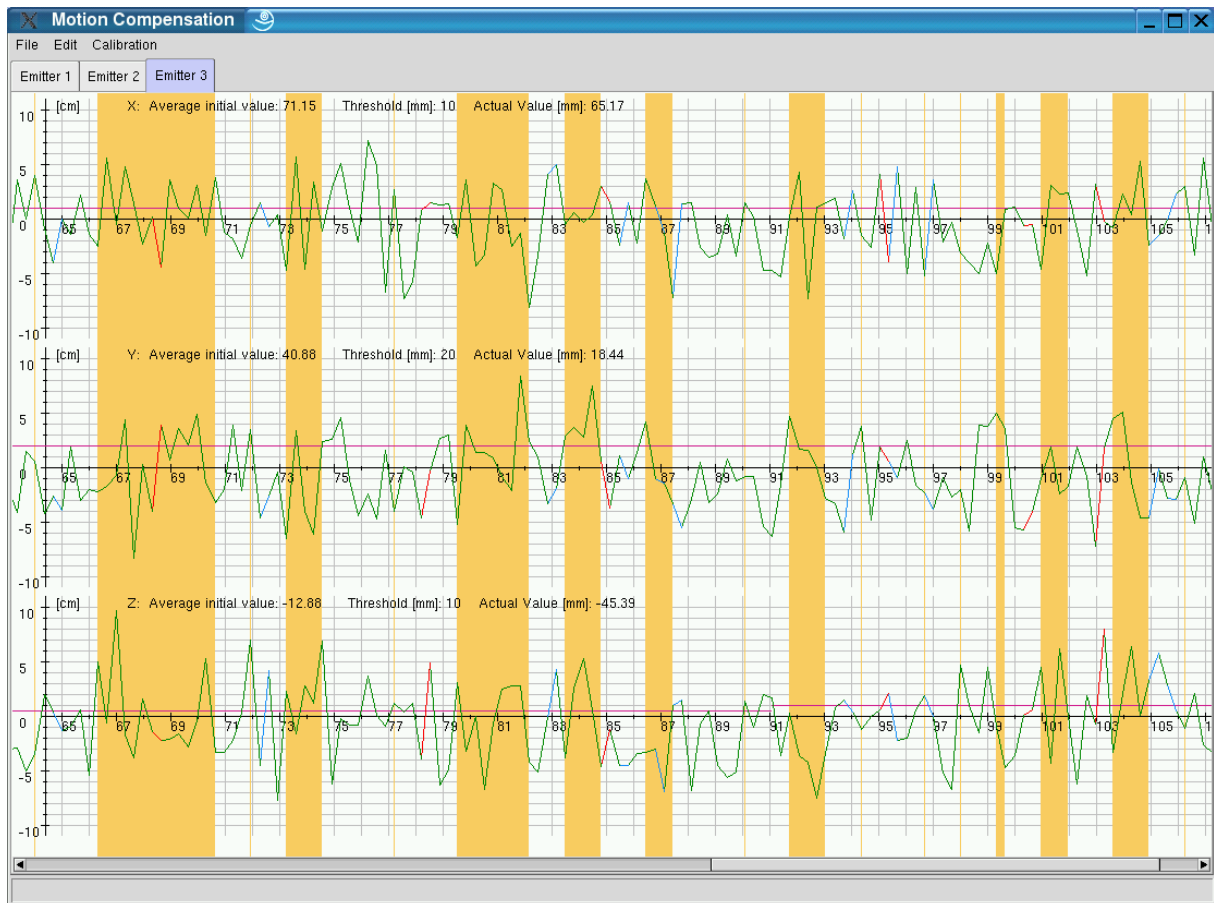 Motion Compensation
File Edit Calibration
Emitter 1 Emitter 2 Emitter 3
10 [cm] X: Average initial value: 71.15 Threshold [mm]: 10 Actual Value [mm]: 65.17
5
0 65 67 69 71 73 75 77 79 81 83 85 87 89 91 93 95 97 99 101 103 105 1
-5
-10
10 [cm] Y: Average initial value: 40.88 Threshold [mm]: 20 Actual Value [mm]: 18.44
5
0 65 67 69 71 73 75 77 79 81 83 85 87 89 91 93 95 97 99 101 103 105 1
-5
-10
10 [cm] Z: Average initial value: -12.88 Threshold [mm]: 10 Actual Value [mm]: -45.39
5
0 65 67 69 71 73 75 77 79 81 83 85 87 89 91 93 95 97 99 101 103 105 1
-5
-10